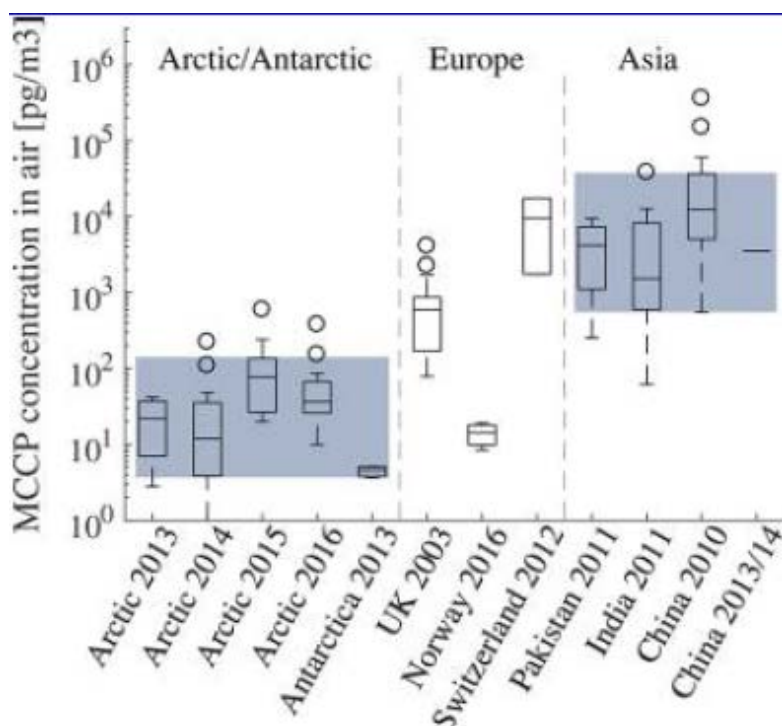 Arctic/Antarctic Europe Asia
MCCP concentration in air [pg/m3]
10^6
10^5
10^4
10^3
10^2
10^1
10^0
Arctic 2013
Arctic 2014
Arctic 2015
Arctic 2016
Antarctica 2013
UK 2003
Norway 2016
Switzerland 2012
Pakistan 2011
India 2011
China 2010
China 2013/14